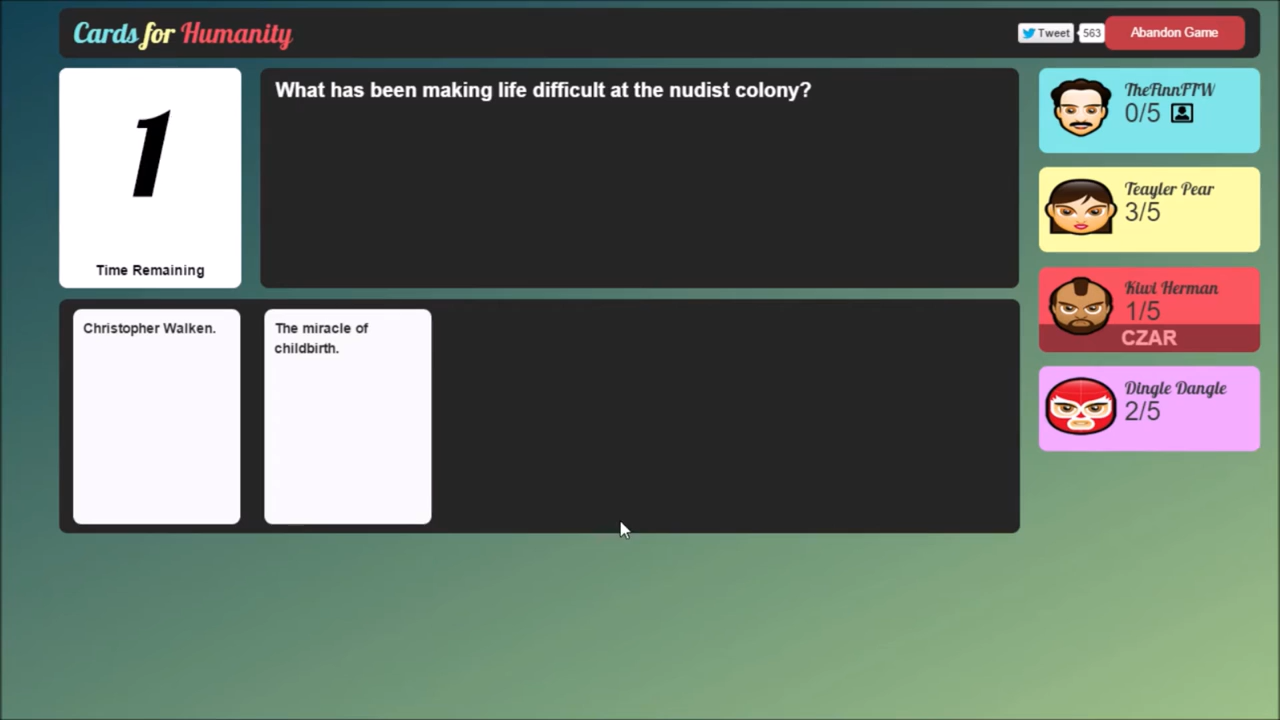 Cards for Humanity
Tweet
563
Abandon Game
1
Time Remaining
What has been making life difficult at the nudist colony?
Christopher Walken.
The miracle of
childbirth.
TheFinnFTW
0/5
Teayler Pear
3/5
Kiwi Herman
1/5
CZAR
Dingle Dangle
2/5